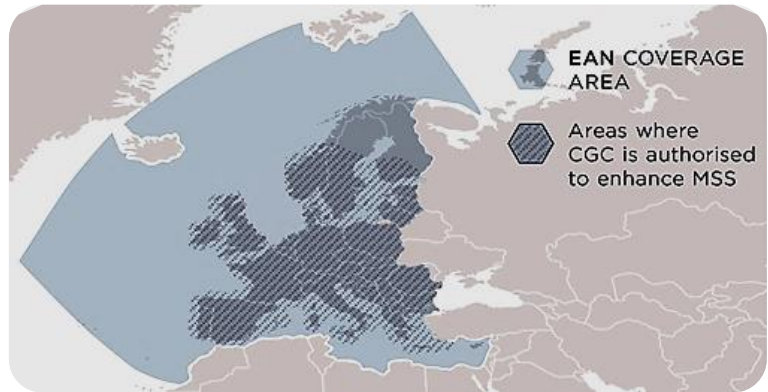 EAN COVERAGE
AREA
Areas where
CGC is authorised
to enhance MSS